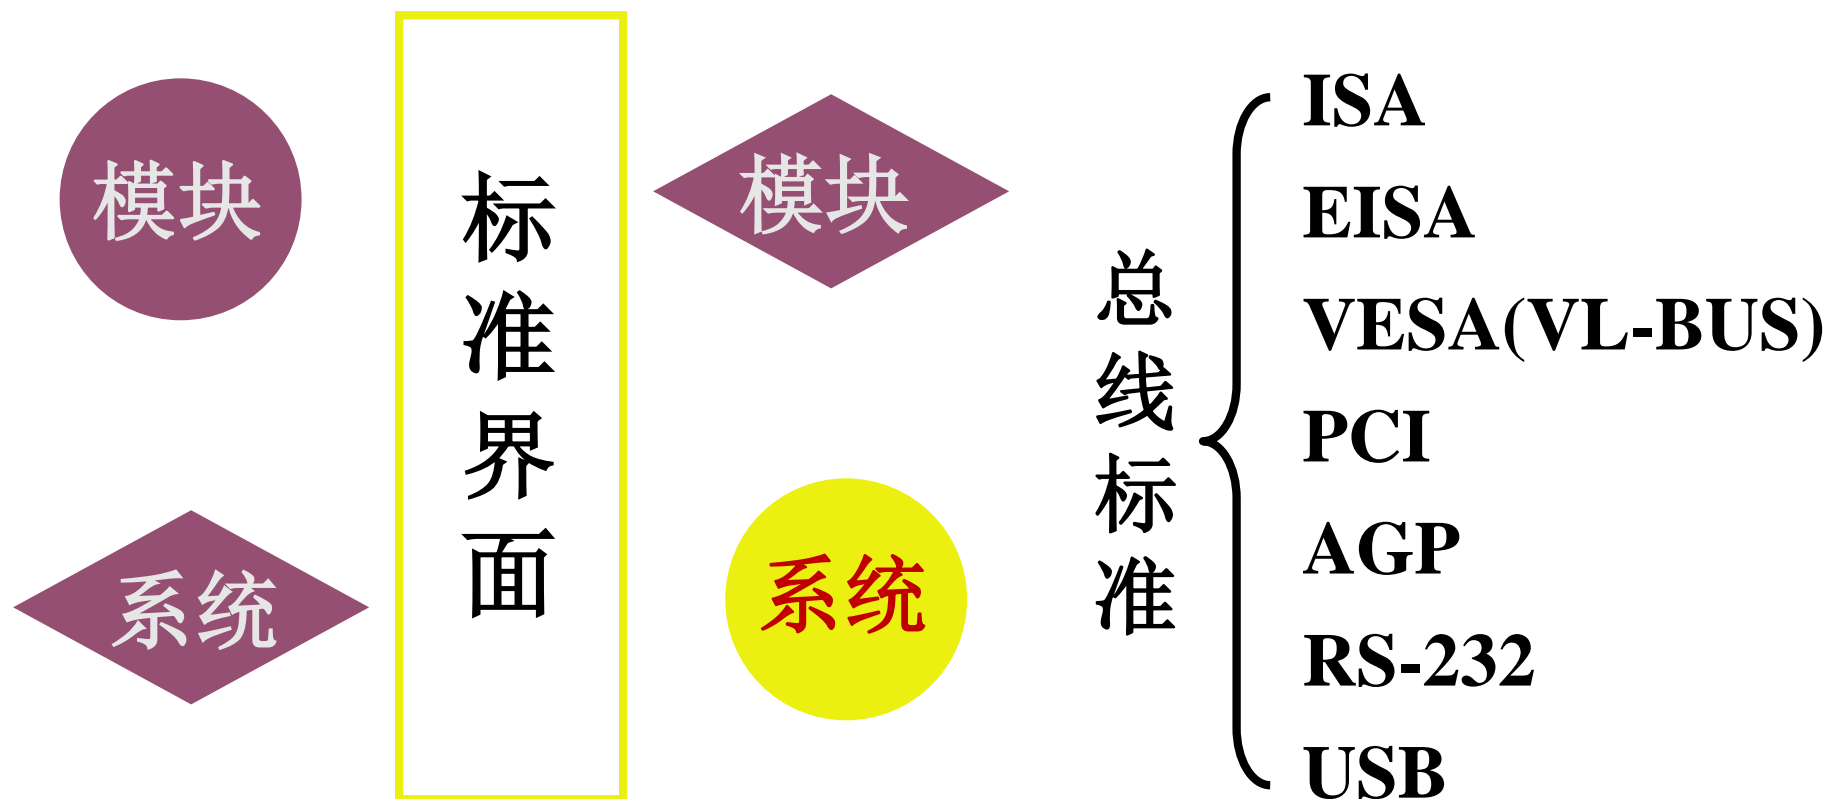 模块
系统
标准界面
模块
系统
总线标准
ISA
EISA
VESA(VL-BUS)
PCI
AGP
RS-232
USB